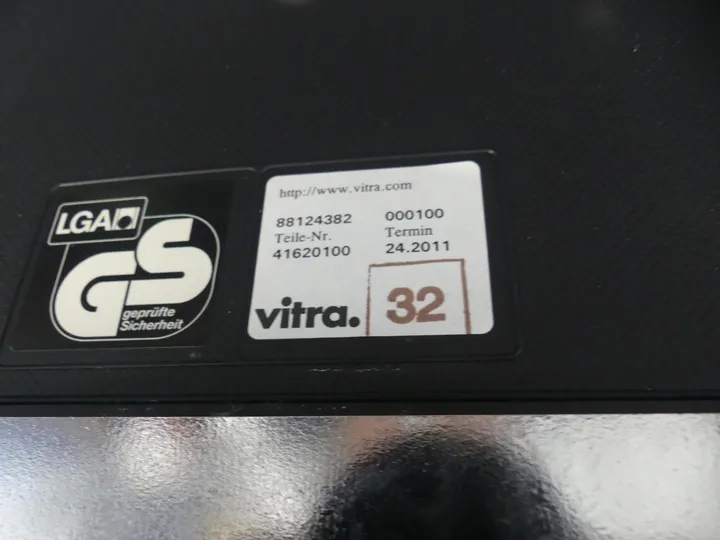 LGA
GS
geprüfte
Sicherheit
http://www.vitra.com
88124382 000100
Teile-Nr. Termin
41620100 24.2011
vitra. 32